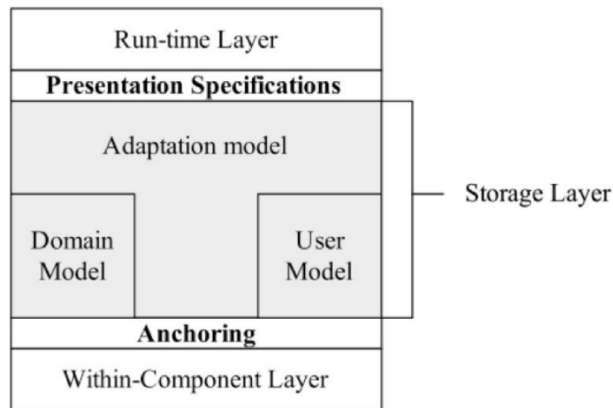 Run-time Layer
Presentation Specifications
Adaptation model
Storage Layer
Domain
Model
User
Model
Anchoring
Within-Component Layer